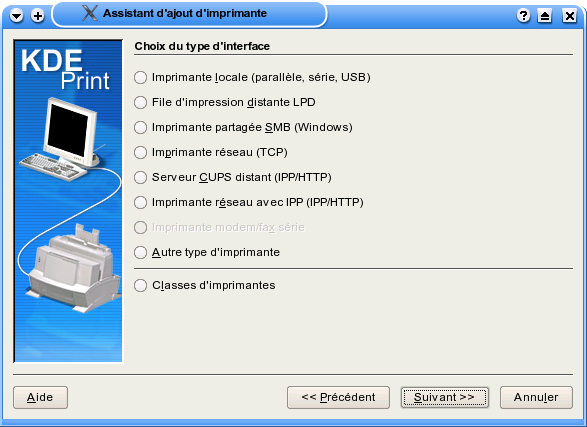 Assistant d'ajout d'imprimante
KDE
Print
Choix du type d'interface
Imprimante locale (parallèle, série, USB)
File d'impression distante LPD
Imprimante partagée SMB (Windows)
Imprimante réseau (TCP)
Serveur CUPS distant (IPP/HTTP)
Imprimante réseau avec IPP (IPP/HTTP)
Imprimante modem/fax série
Autre type d'imprimante
Classes d'imprimantes
Aide
<< Précédent
Suivant >>
Annuler